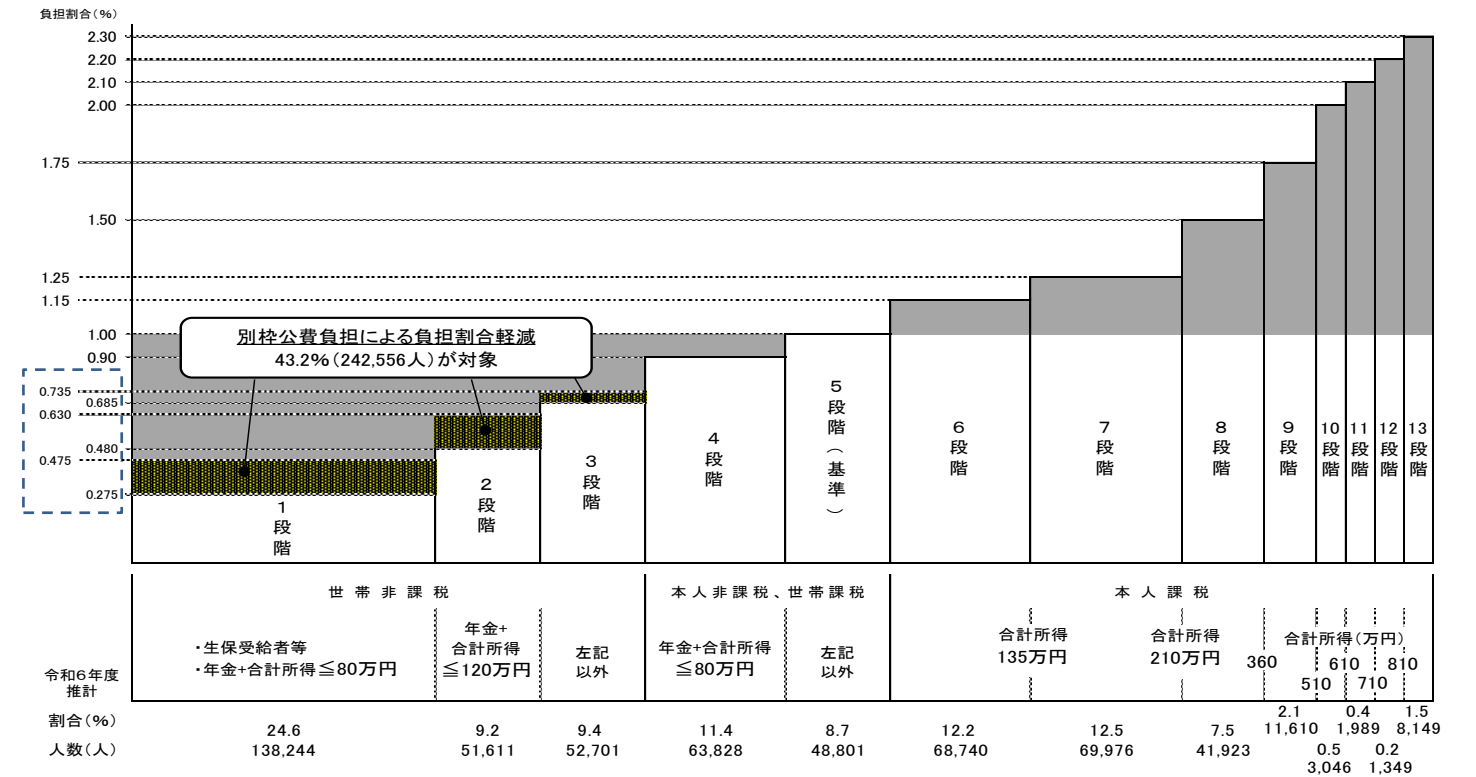 負担割合(%)
2.30
2.20
2.10
2.00
1.75
1.50
1.25
1.15
1.00
0.90
0.735
0.685
0.630
0.480
0.475
0.275
別枠公費負担による負担割合軽減
43.2%(242,556人)が対象
1段階
2段階
3段階
4段階
5段階(基準)
6段階
7段階
8段階
9段階
10段階
11段階
12段階
13段階
世帯非課税
本人非課税、世帯課税
本人課税
・生保受給者等
・年金+合計所得≦80万円
年金+
合計所得
≦120万円
左記
以外
年金+合計所得
≦80万円
左記
以外
合計所得
135万円
合計所得
210万円
合計所得(万円)
360
510
610
710
810
令和6年度
推計
割合(%)
24.6 9.2 9.4 11.4 8.7 12.2 12.5 7.5 2.1 0.5 0.4 0.2 1.5
人数(人)
138,244 51,611 52,701 63,828 48,801 68,740 69,976 41,923 11,610 3,046 1,989 1,349 8,149